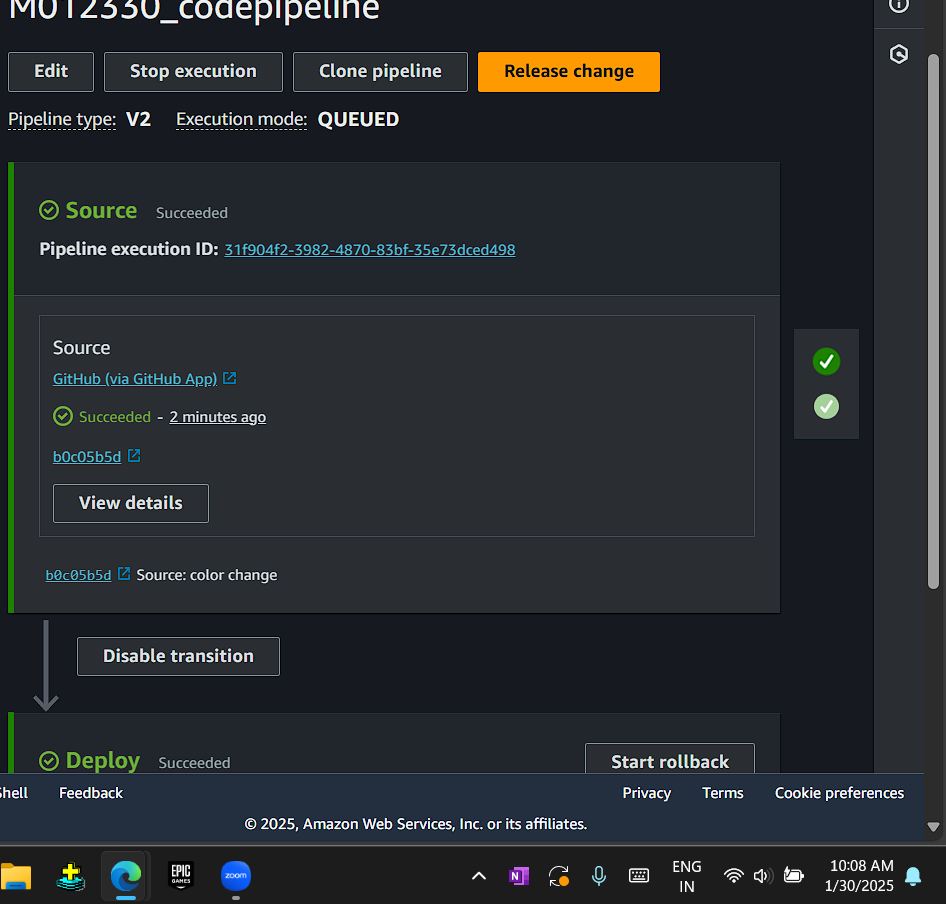 M012330_codepipeline
Edit
Stop execution
Clone pipeline
Release change
Pipeline type: V2 Execution mode: QUEUED
Source Succeeded
Pipeline execution ID: 31f904f2-3982-4870-83bf-35e73dced498
Source
GitHub (via GitHub App)
Succeeded - 2 minutes ago
b0c05b5d
View details
b0c05b5d Source: color change
Disable transition
Deploy Succeeded
Start rollback
Shell Feedback Privacy Terms Cookie preferences
© 2025, Amazon Web Services, Inc. or its affiliates.
EPIC
GAMES
zoom
N
ENG
IN
10:08 AM
1/30/2025